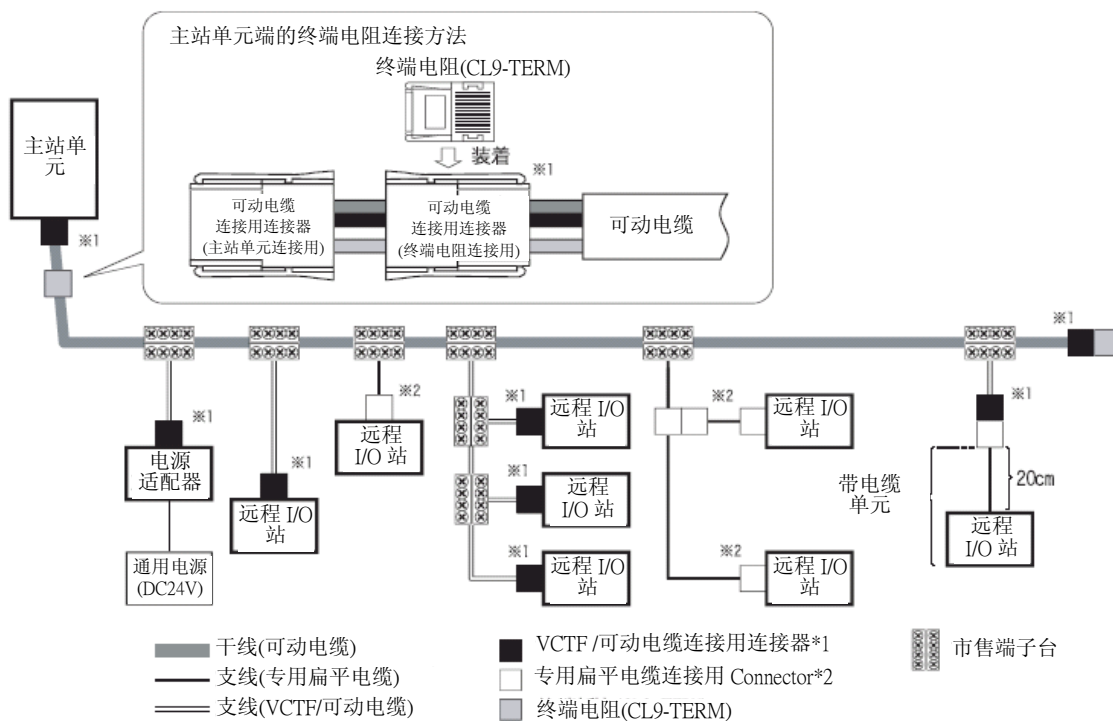 主站单元端的终端电阻连接方法
终端电阻(CL9-TERM)
装着
※1
主站单
元
※1
可动电缆
连接用连接器
(主站单元连接用)
可动电缆
连接用连接器
(终端电阻连接用)
可动电缆
※1
※1
电源
适配器
通用电源
(DC24V)
※1
远程 I/O
站
※2
远程
I/O 站
※1
远程 I/O
站
※1
远程
I/O 站
※1
远程 I/O
站
※2
远程 I/O
站
※2
远程 I/O
站
※1
带电缆
单元
20cm
远程
I/O 站
干线(可动电缆)
支线(专用扁平电缆)
支线(VCTF/可动电缆)
VCTF/可动电缆连接用连接器*1
专用扁平电缆连接用 Connector*2
终端电阻(CL9-TERM)
市售端子台